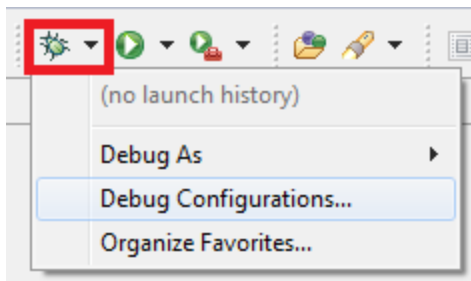 (no launch history)
Debug As
Debug Configurations...
Organize Favorites...